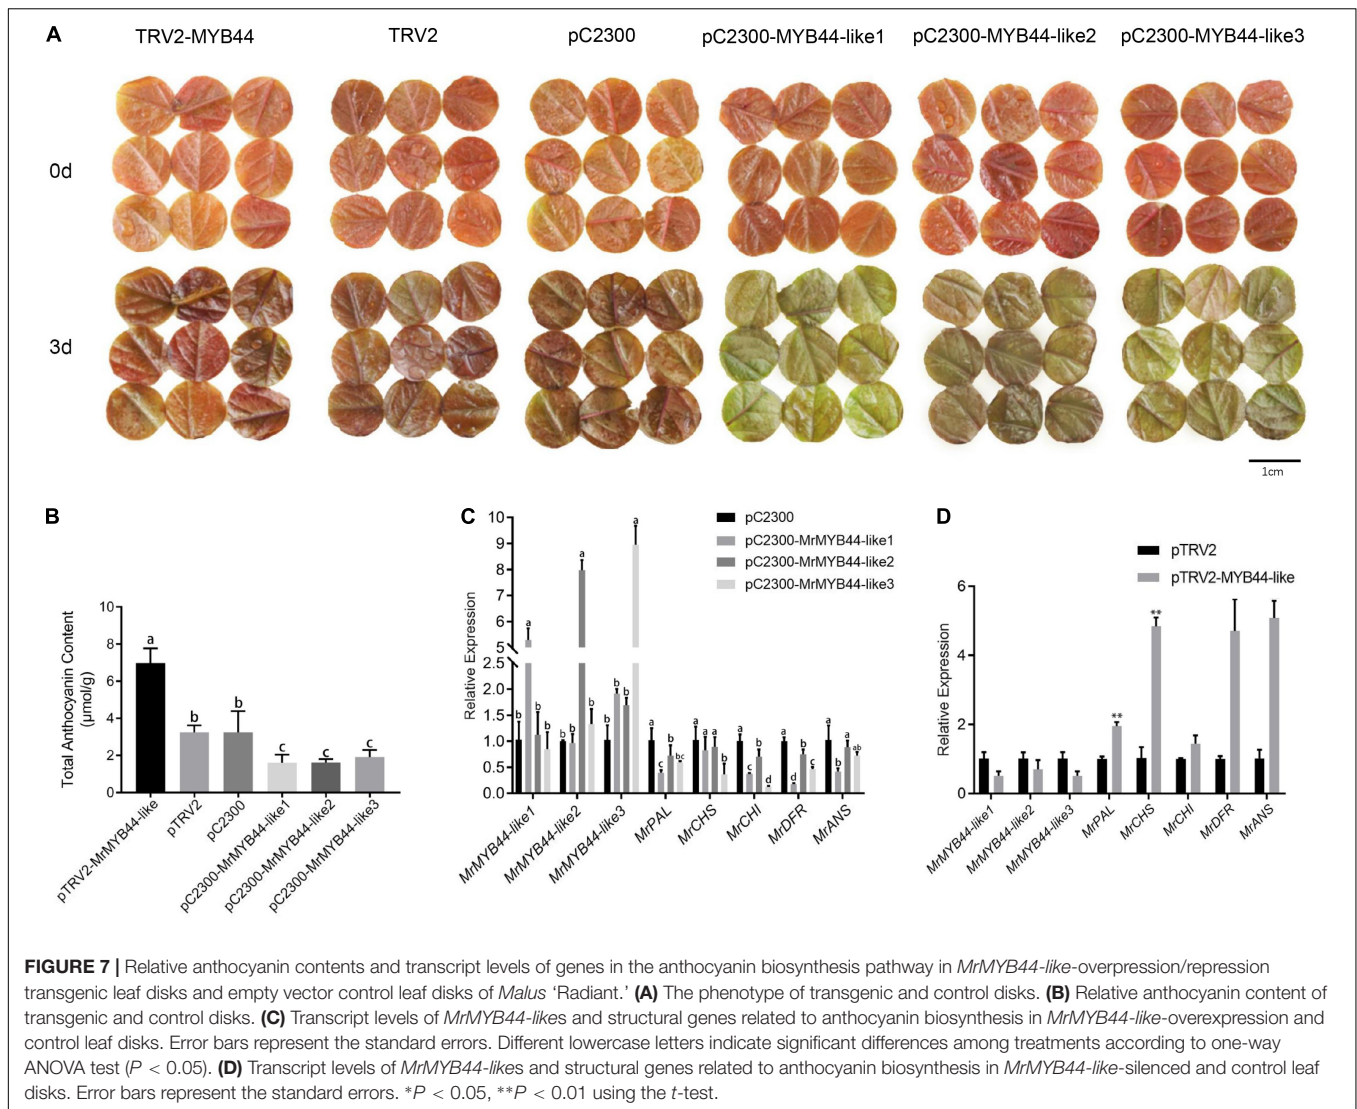 A
TRV2-MYB44 TRV2 pC2300 pC2300-MYB44-like1 pC2300-MYB44-like2 pC2300-MYB44-like3
0d
3d
1cm
B
Total Anthocyanin Content
(μmol/g)
10
8
6
4
2
0
a b b c c c
pTRV2-MrMYB44-like pTRV2 pC2300 pC2300-MrMYB44-like1 pC2300-MrMYB44-like2 pC2300-MrMYB44-like3
C
Relative Expression
10
9
8
7
6
5
2.5
2.0
1.5
1.0
0.5
0.0
pC2300
pC2300-MrMYB44-like1
pC2300-MrMYB44-like2
pC2300-MrMYB44-like3
b a b b b b a b b b b a a c b bc a a a b a c b d a d b c a b a ab
MrMYB44-like1 MrMYB44-like2 MrMYB44-like3 MrPAL MrCHS MrCHI MrDFR MrANS
D
Relative Expression
6
4
2
0
pTRV2
pTRV2-MYB44-like
** **
MrMYB44-like1 MrMYB44-like2 MrMYB44-like3 MrPAL MrCHS MrCHI MrDFR MrANS
FIGURE 7 | Relative anthocyanin contents and transcript levels of genes in the anthocyanin biosynthesis pathway in MrMYB44-like-overpression/repression
transgenic leaf disks and empty vector control leaf disks of Malus ‘Radiant.’ (A) The phenotype of transgenic and control disks. (B) Relative anthocyanin content of
transgenic and control disks. (C) Transcript levels of MrMYB44-likes and structural genes related to anthocyanin biosynthesis in MrMYB44-like-overexpression and
control leaf disks. Error bars represent the standard errors. Different lowercase letters indicate significant differences among treatments according to one-way
ANOVA test (P < 0.05). (D) Transcript levels of MrMYB44-likes and structural genes related to anthocyanin biosynthesis in MrMYB44-like-silenced and control leaf
disks. Error bars represent the standard errors. *P < 0.05, **P < 0.01 using the t-test.